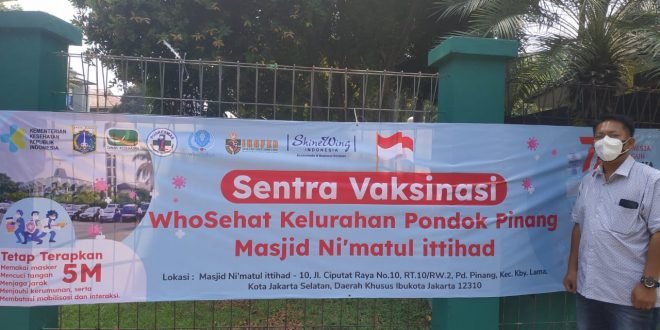 KEMENTERIAN
KESEHATAN
REPUBLIK
INDONESIA
ShineWing
INDONESIA
Sentra Vaksinasi
WhoSehat Kelurahan Pondok Pinang
Masjid Ni'matul ittihad
Lokasi : Masjid Ni'matul ittihad - 10, Jl. Ciputat Raya No.10, RT.10/RW.2, Pd. Pinang, Kec. Kby. Lama,
Kota Jakarta Selatan, Daerah Khusus Ibukota Jakarta 12310
Tetap Terapkan
5M
Memakai masker
Mencuci tangan
Menjaga jarak
Menjauhi kerumunan, serta
Membatasi mobilisasi dan interaksi.